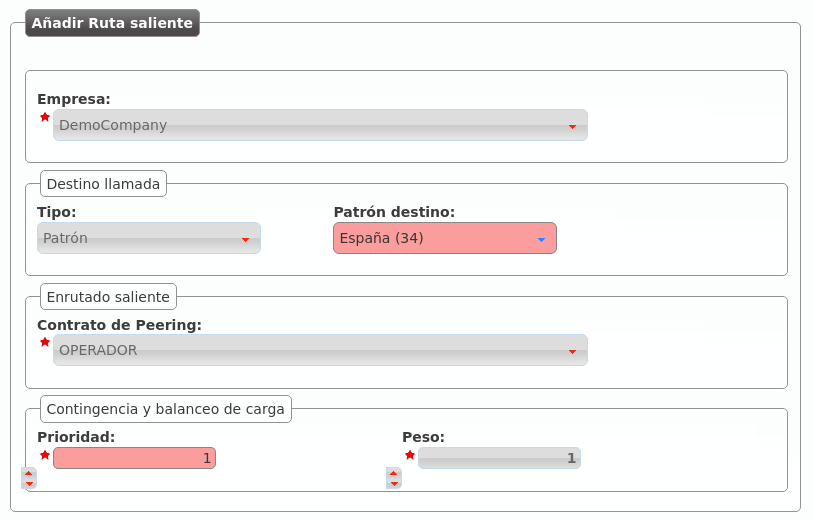 Añadir Ruta saliente
Empresa:
DemoCompany
Destino llamada
Tipo: Patrón destino:
Patrón España (34)
Enrutado saliente
Contrato de Peering:
OPERADOR
Contingencia y balanceo de carga
Prioridad: Peso:
1 1